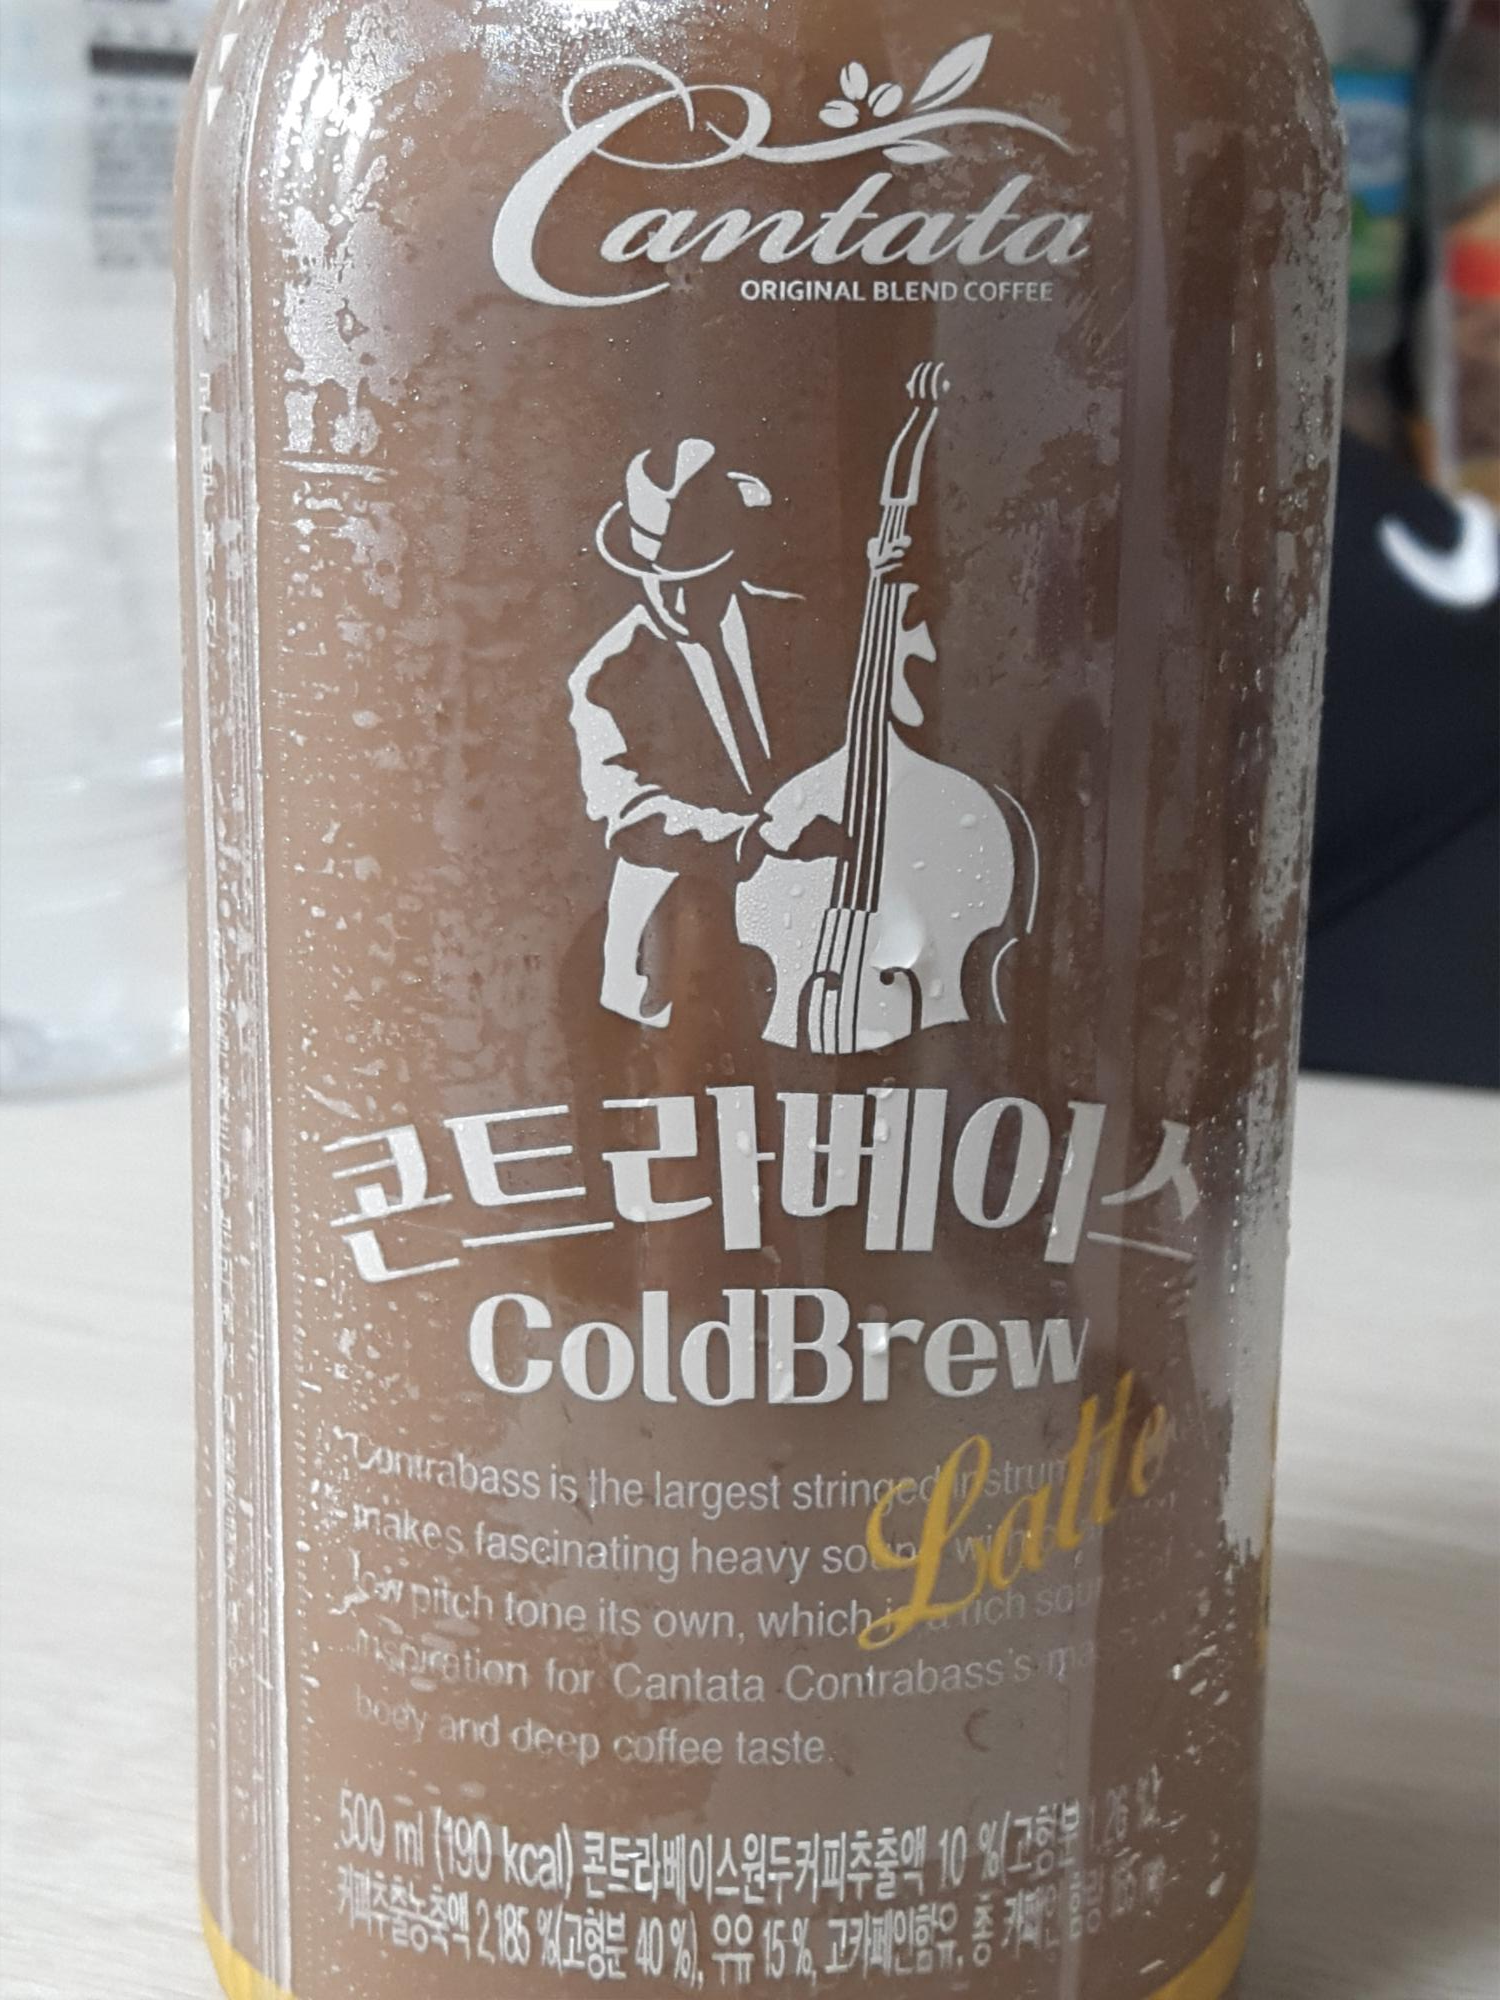 Cantata
ORIGINAL BLEND COFFEE
콘트라베이스
ColdBrew
Latte
Contrabass is the largest stringed
makes fascinating heavy
low pitch tone its own, which rich
inspiration for Cantata Contrabass's
body and deep coffee taste.
500 ml (190 kcal) 콘트라베이스원두커피추출액 10 %(고형분
커피추출농축액 2.185 %(고형분 40 %), 우유 15 %, 고카페인함유, 총 카페인함량